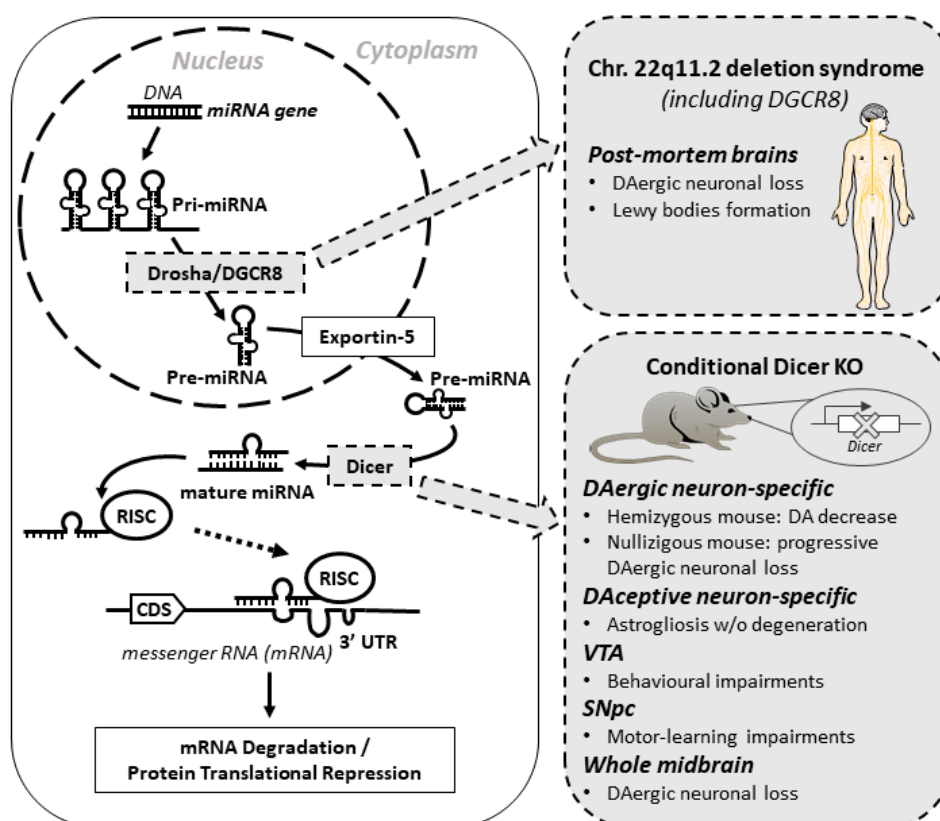 Nucleus
Cytoplasm
DNA
miRNA gene
Pri-miRNA
Drosha/DGCR8
Pre-miRNA
Exportin-5
Pre-miRNA
Dicer
mature miRNA
RISC
RISC
CDS
3’ UTR
messenger RNA (mRNA)
mRNA Degradation /
Protein Translational Repression
Chr. 22q11.2 deletion syndrome
(including DGCR8)
Post-mortem brains
• DAergic neuronal loss
• Lewy bodies formation
Conditional Dicer KO
Dicer
DAergic neuron-specific
• Hemizygous mouse: DA decrease
• Nullizigous mouse: progressive
DAergic neuronal loss
DAceptive neuron-specific
• Astrogliosis w/o degeneration
VTA
• Behavioural impairments
SNpc
• Motor-learning impairments
Whole midbrain
• DAergic neuronal loss